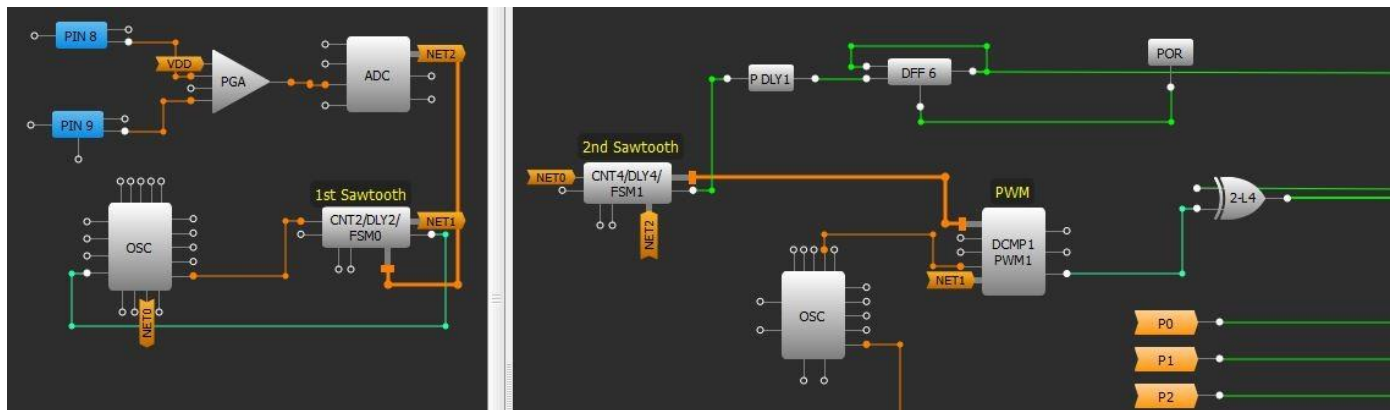 PIN 8
VDD
PGA
ADC
NET2
PIN 9
1st Sawtooth
OSC
CNT2/DLY2/
FSM0
NET1
NET0
P DLY1
DFF 6
POR
2nd Sawtooth
NET0
CNT4/DLY4/
FSM1
NET2
PWM
DCMP1
PWM1
NET1
2-L4
OSC
P0
P1
P2